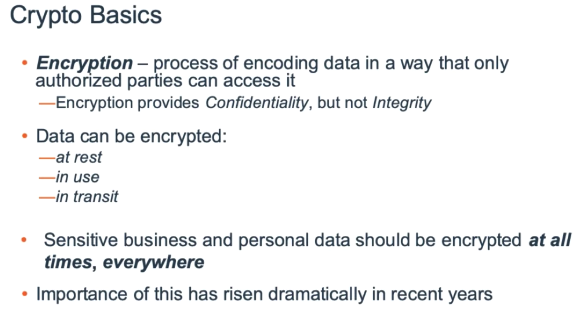 Crypto Basics
• Encryption – process of encoding data in a way that only
authorized parties can access it
—Encryption provides Confidentiality, but not Integrity
• Data can be encrypted:
—at rest
—in use
—in transit
• Sensitive business and personal data should be encrypted at all
times, everywhere
• Importance of this has risen dramatically in recent years